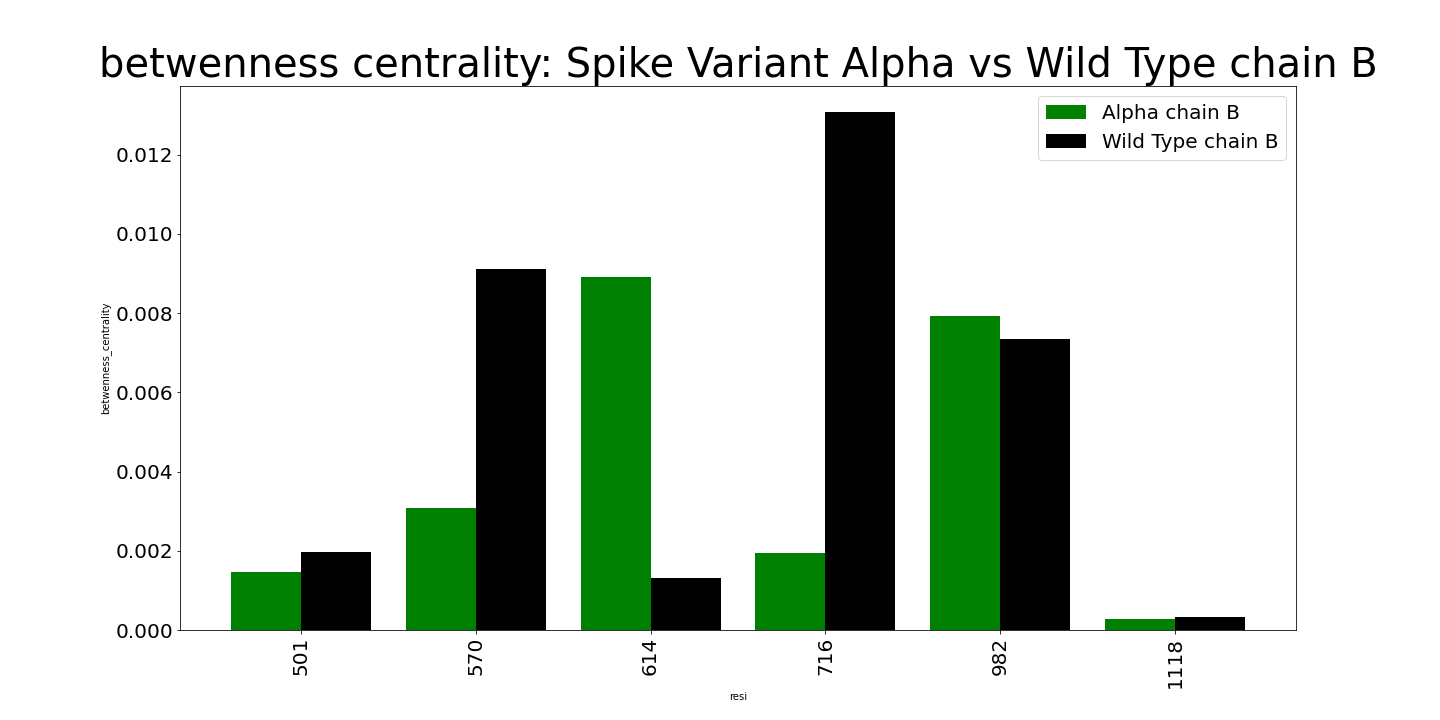 betwenness centrality: Spike Variant Alpha vs Wild Type chain B
Alpha chain B
Wild Type chain B
0.012
0.010
0.008
0.006
0.004
0.002
0.000
betwenness_centrality
501
570
614
716
982
1118
resi